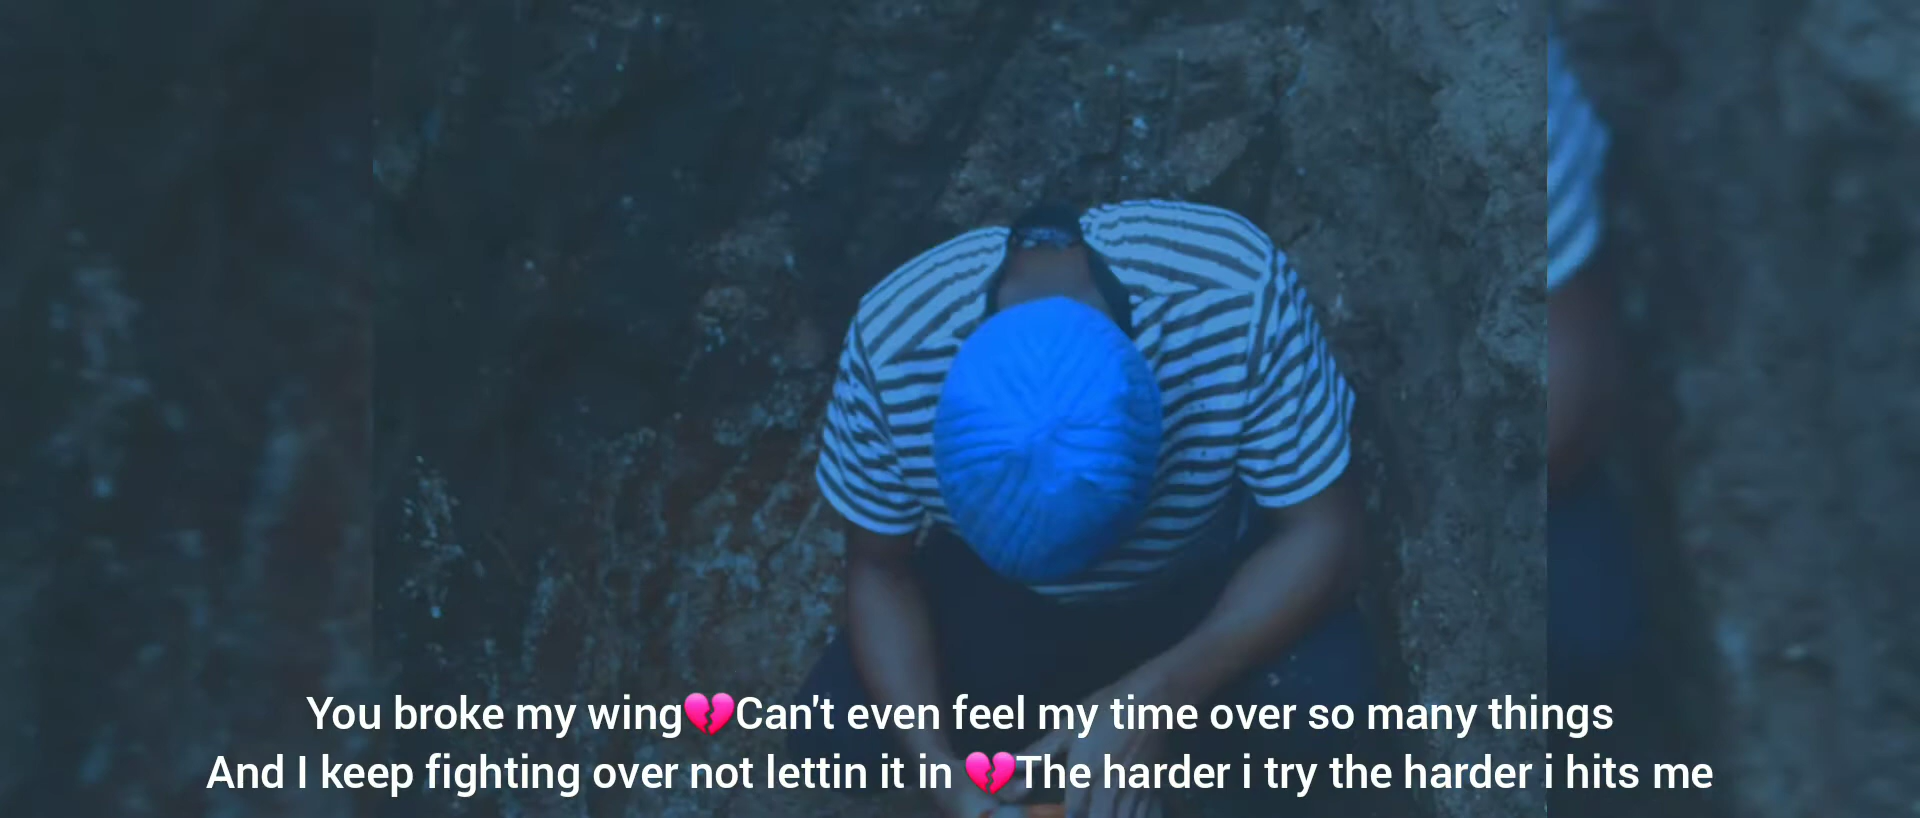 You broke my wing💔Can't even feel my time over so many things
And I keep fighting over not lettin it in 💔The harder i try the harder i hits me